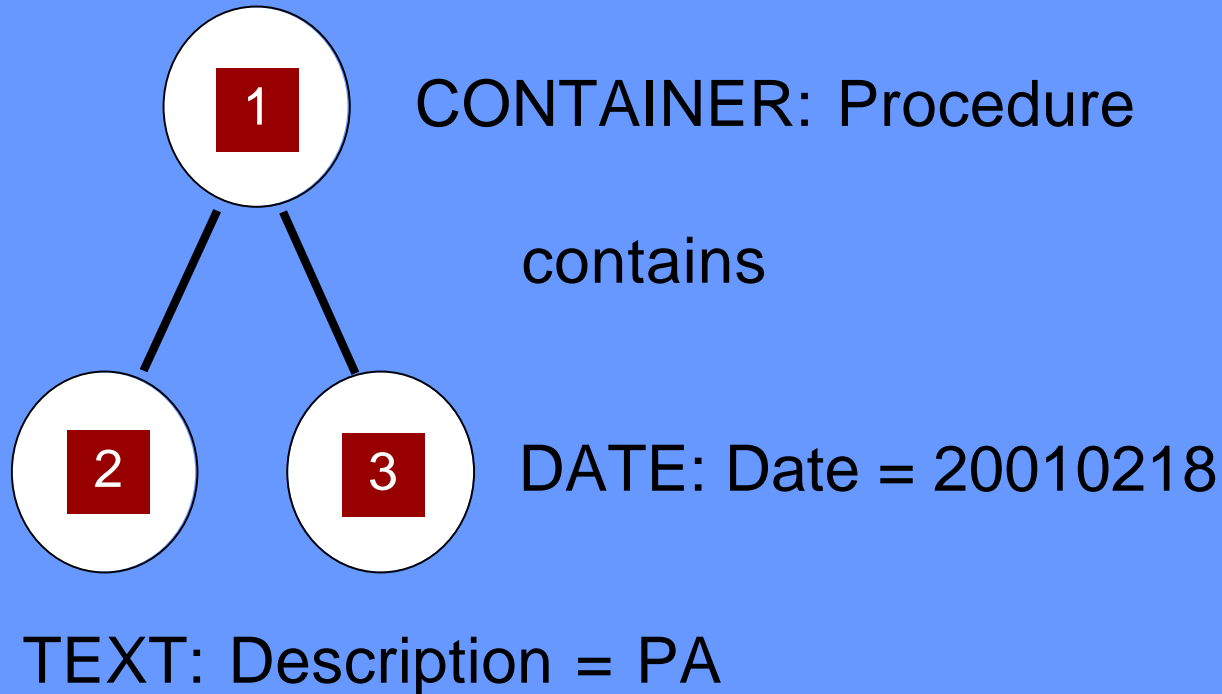 1
CONTAINER: Procedure
contains
2
3
DATE: Date = 20010218
TEXT: Description = PA